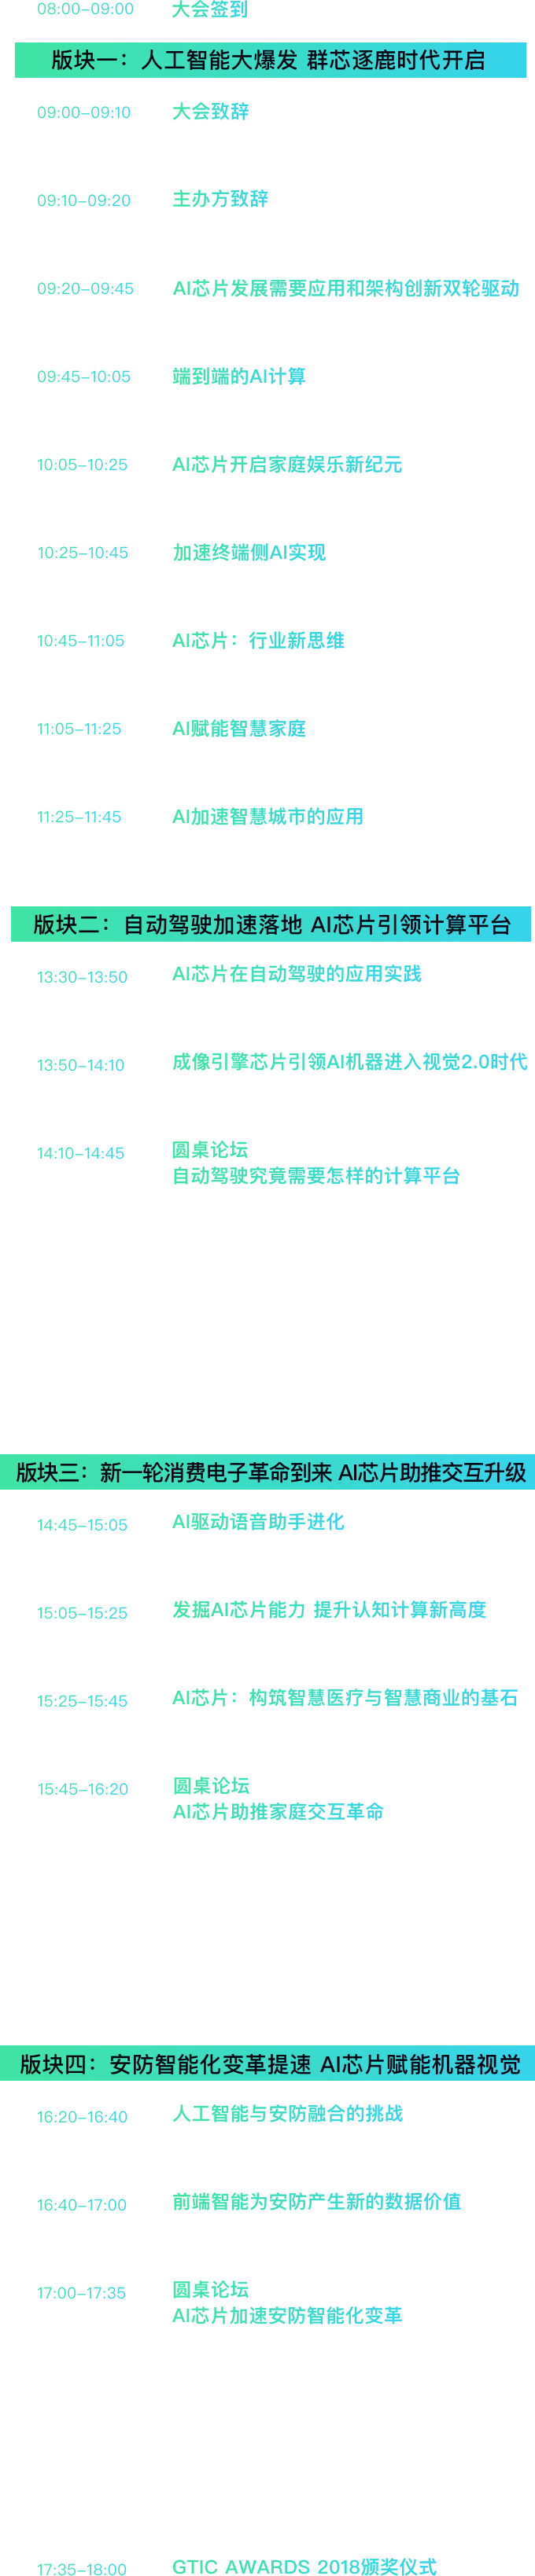 08:00-09:00 大会签到
版块一：人工智能大爆发 群芯逐鹿时代开启
09:00-09:10 大会致辞
09:10-09:20 主办方致辞
09:20-09:45 AI芯片发展需要应用和架构创新双轮驱动
09:45-10:05 端到端的AI计算
10:05-10:25 AI芯片开启家庭娱乐新纪元
10:25-10:45 加速终端侧AI实现
10:45-11:05 AI芯片：行业新思维
11:05-11:25 AI赋能智慧家庭
11:25-11:45 AI加速智慧城市的应用
版块二：自动驾驶加速落地 AI芯片引领计算平台
13:30-13:50 AI芯片在自动驾驶的应用实践
13:50-14:10 成像引擎芯片引领AI机器进入视觉2.0时代
14:10-14:45 圆桌论坛
自动驾驶究竟需要怎样的计算平台
版块三：新一轮消费电子革命到来 AI芯片助推交互升级
14:45-15:05 AI驱动语音助手进化
15:05-15:25 发掘AI芯片能力 提升认知计算新高度
15:25-15:45 AI芯片：构筑智慧医疗与智慧商业的基石
15:45-16:20 圆桌论坛
AI芯片助推家庭交互革命
版块四：安防智能化变革提速 AI芯片赋能机器视觉
16:20-16:40 人工智能与安防融合的挑战
16:40-17:00 前端智能为安防产生新的数据价值
17:00-17:35 圆桌论坛
AI芯片加速安防智能化变革
17:35-18:00 GTIC AWARDS 2018颁奖仪式